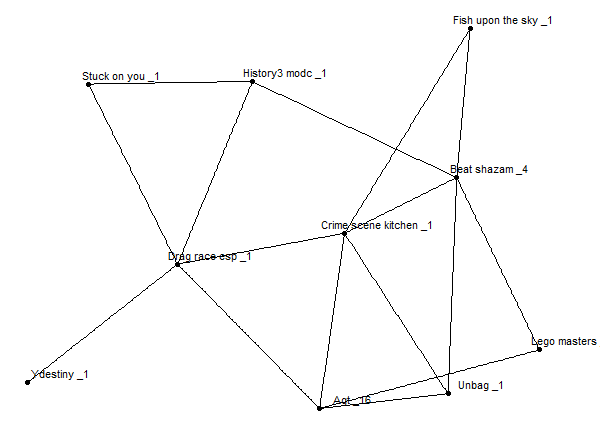 Fish upon the sky _1
Stuck on you _1
History3 modc _1
Beat shazam _4
Crime scene kitchen _1
Drag race esp _1
Lego masters
Y destiny _1
Unbag _1
Agt _16